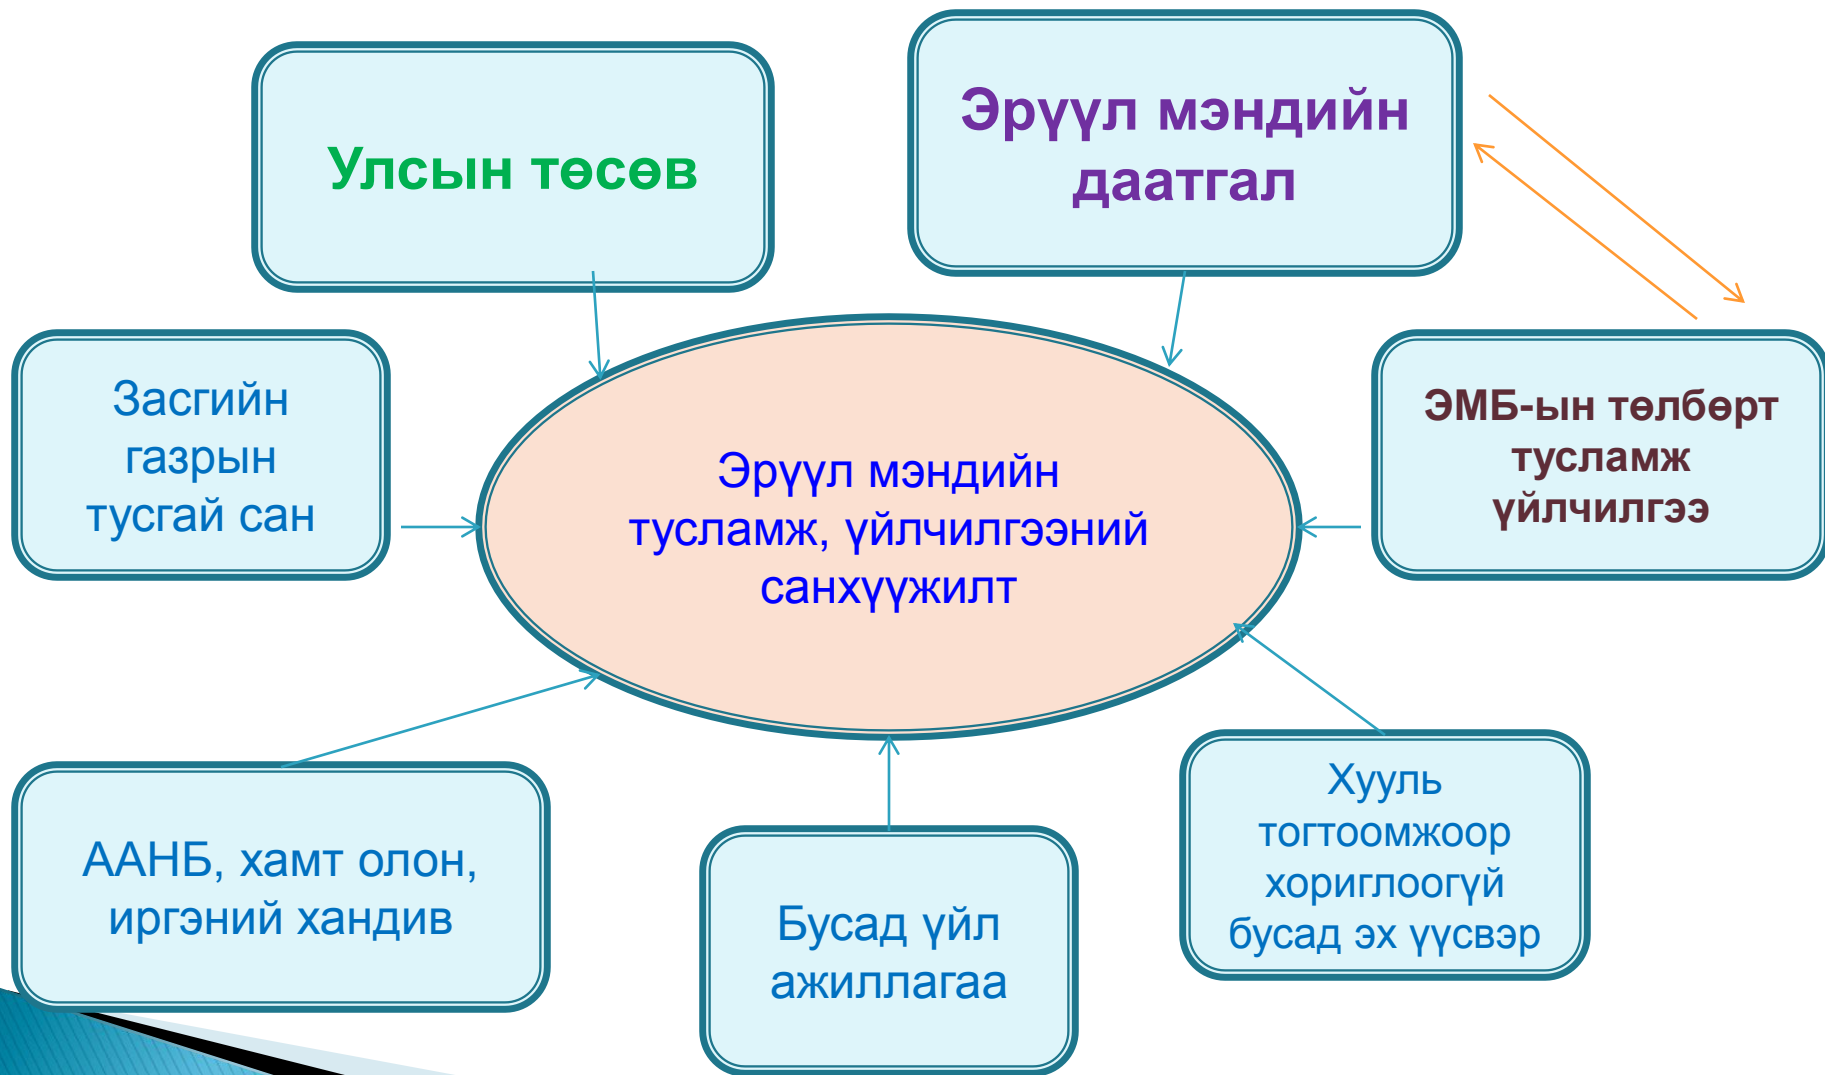 Улсын төсөв
Эрүүл мэндийн
даатгал
Засгийн
газрын
тусгай сан
Эрүүл мэндийн
тусламж, үйлчилгээний
санхүүжилт
ЭМБ-ын төлбөрт
тусламж
үйлчилгээ
ААНБ, хамт олон,
иргэний хандив
Бусад үйл
ажиллагаа
Хууль
тогтоомжоор
хориглоогүй
бусад эх үүсвэр